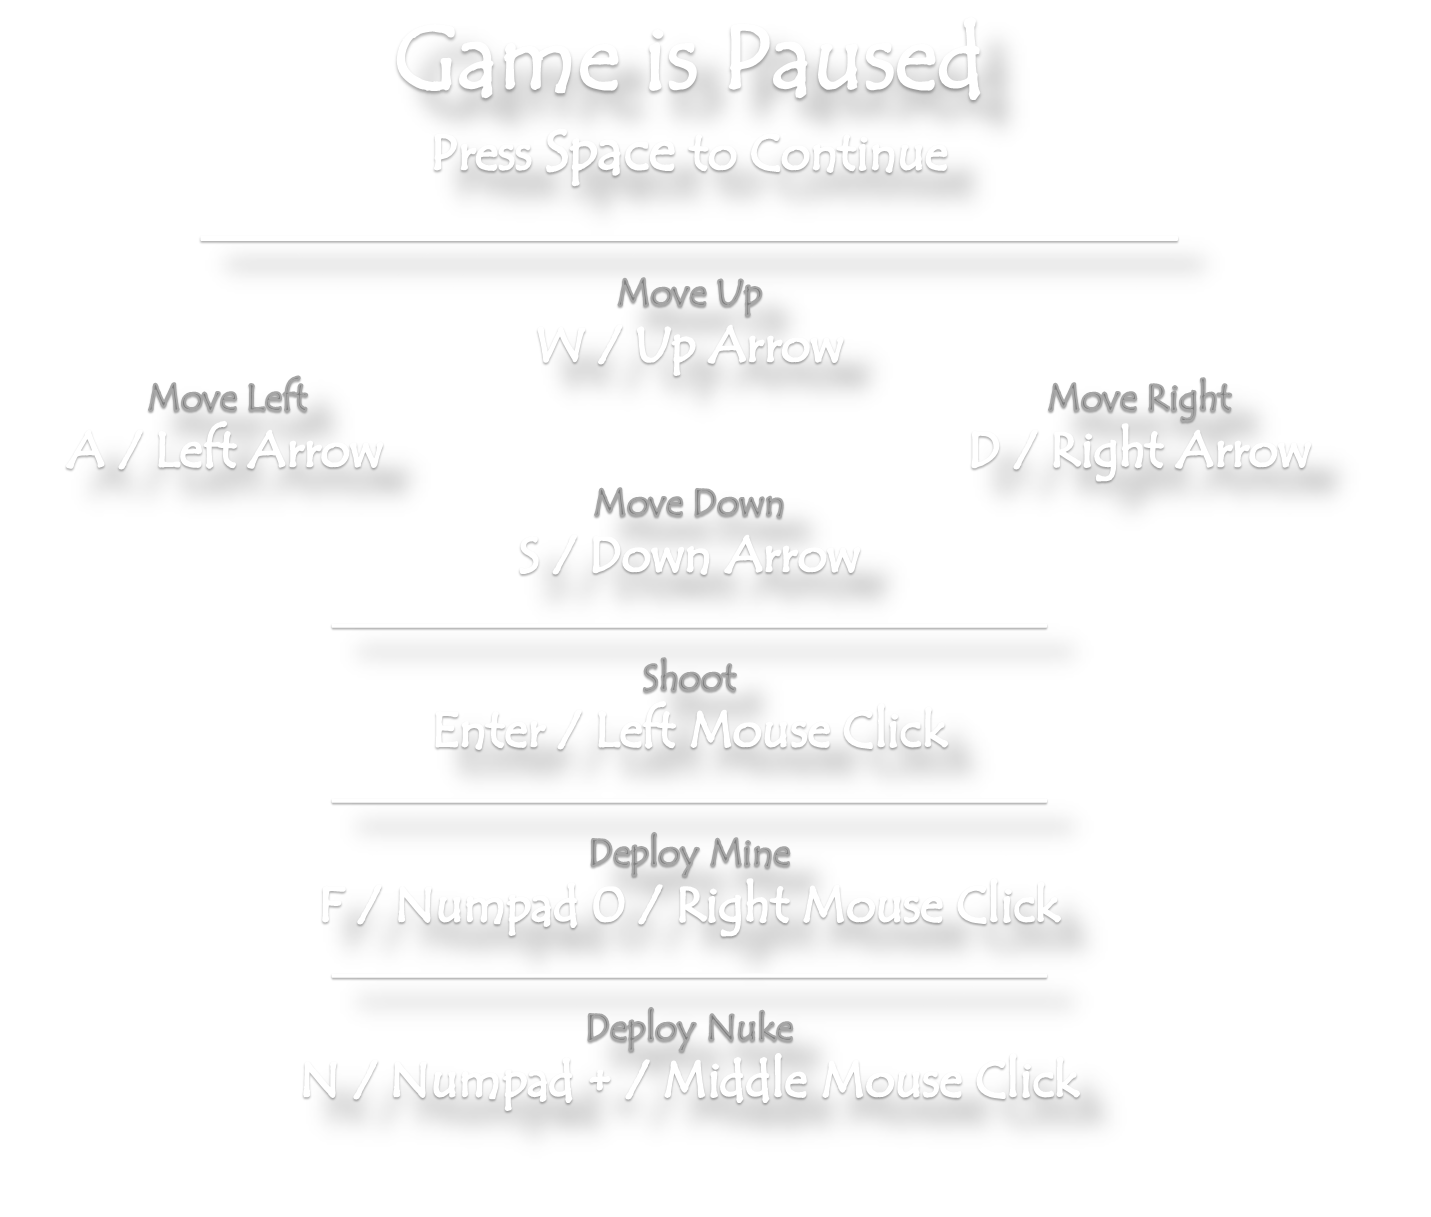 Game is Paused
Press Space to Continue
Move Up
W / Up Arrow
Move Left
A / Left Arrow
Move Right
D / Right Arrow
Move Down
S / Down Arrow
Shoot
Enter / Left Mouse Click
Deploy Mine
F / Numpad 0 / Right Mouse Click
Deploy Nuke
N / Numpad + / Middle Mouse Click